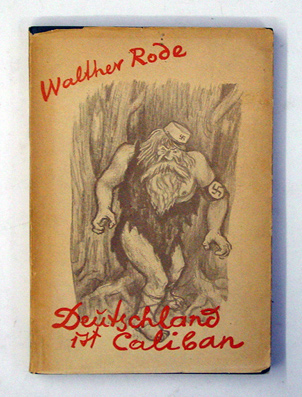 Walther Rode
Deutschland
ist Caliban